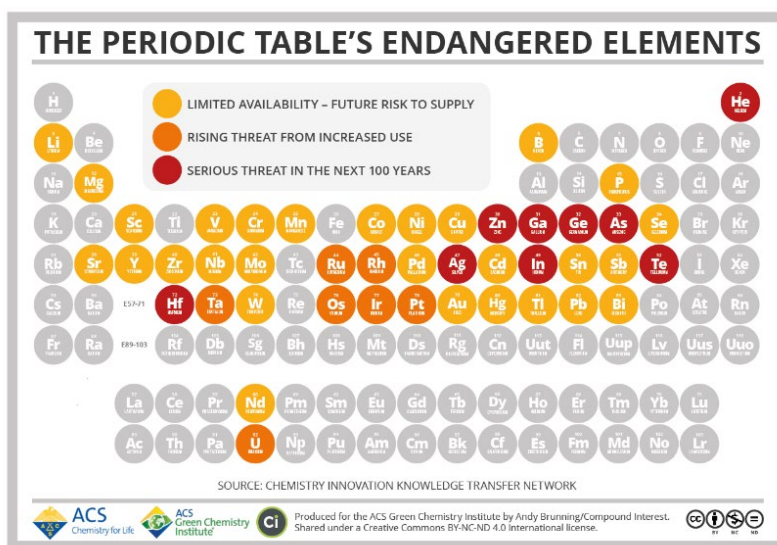 THE PERIODIC TABLE'S ENDANGERED ELEMENTS
LIMITED AVAILABILITY – FUTURE RISK TO SUPPLY
RISING THREAT FROM INCREASED USE
SERIOUS THREAT IN THE NEXT 100 YEARS
H He
Li Be B C N O F Ne
Na Mg Al Si P S Cl Ar
K Ca Sc Ti V Cr Mn Fe Co Ni Cu Zn Ga Ge As Se Br Kr
Rb Sr Y Zr Nb Mo Tc Ru Rh Pd Ag Cd In Sn Sb Te I Xe
Cs Ba E57-71 Hf Ta W Re Os Ir Pt Au Hg Tl Pb Bi Po At Rn
Fr Ra E89-103 Rf Db Sg Bh Hs Mt Ds Rg Cn Uut Fl Uup Lv Uus Uuo
La Ce Pr Nd Pm Sm Eu Gd Tb Dy Ho Er Tm Yb Lu
Ac Th Pa U Np Pu Am Cm Bk Cf Es Fm Md No Lr
SOURCE: CHEMISTRY INNOVATION KNOWLEDGE TRANSFER NETWORK
ACS
Chemistry for Life
ACS
Green Chemistry
Institute
Ci
Produced for the ACS Green Chemistry Institute by Andy Brunning/Compound Interest.
Shared under a Creative Commons BY-NC-ND 4.0 International license.
cc
BY NC ND